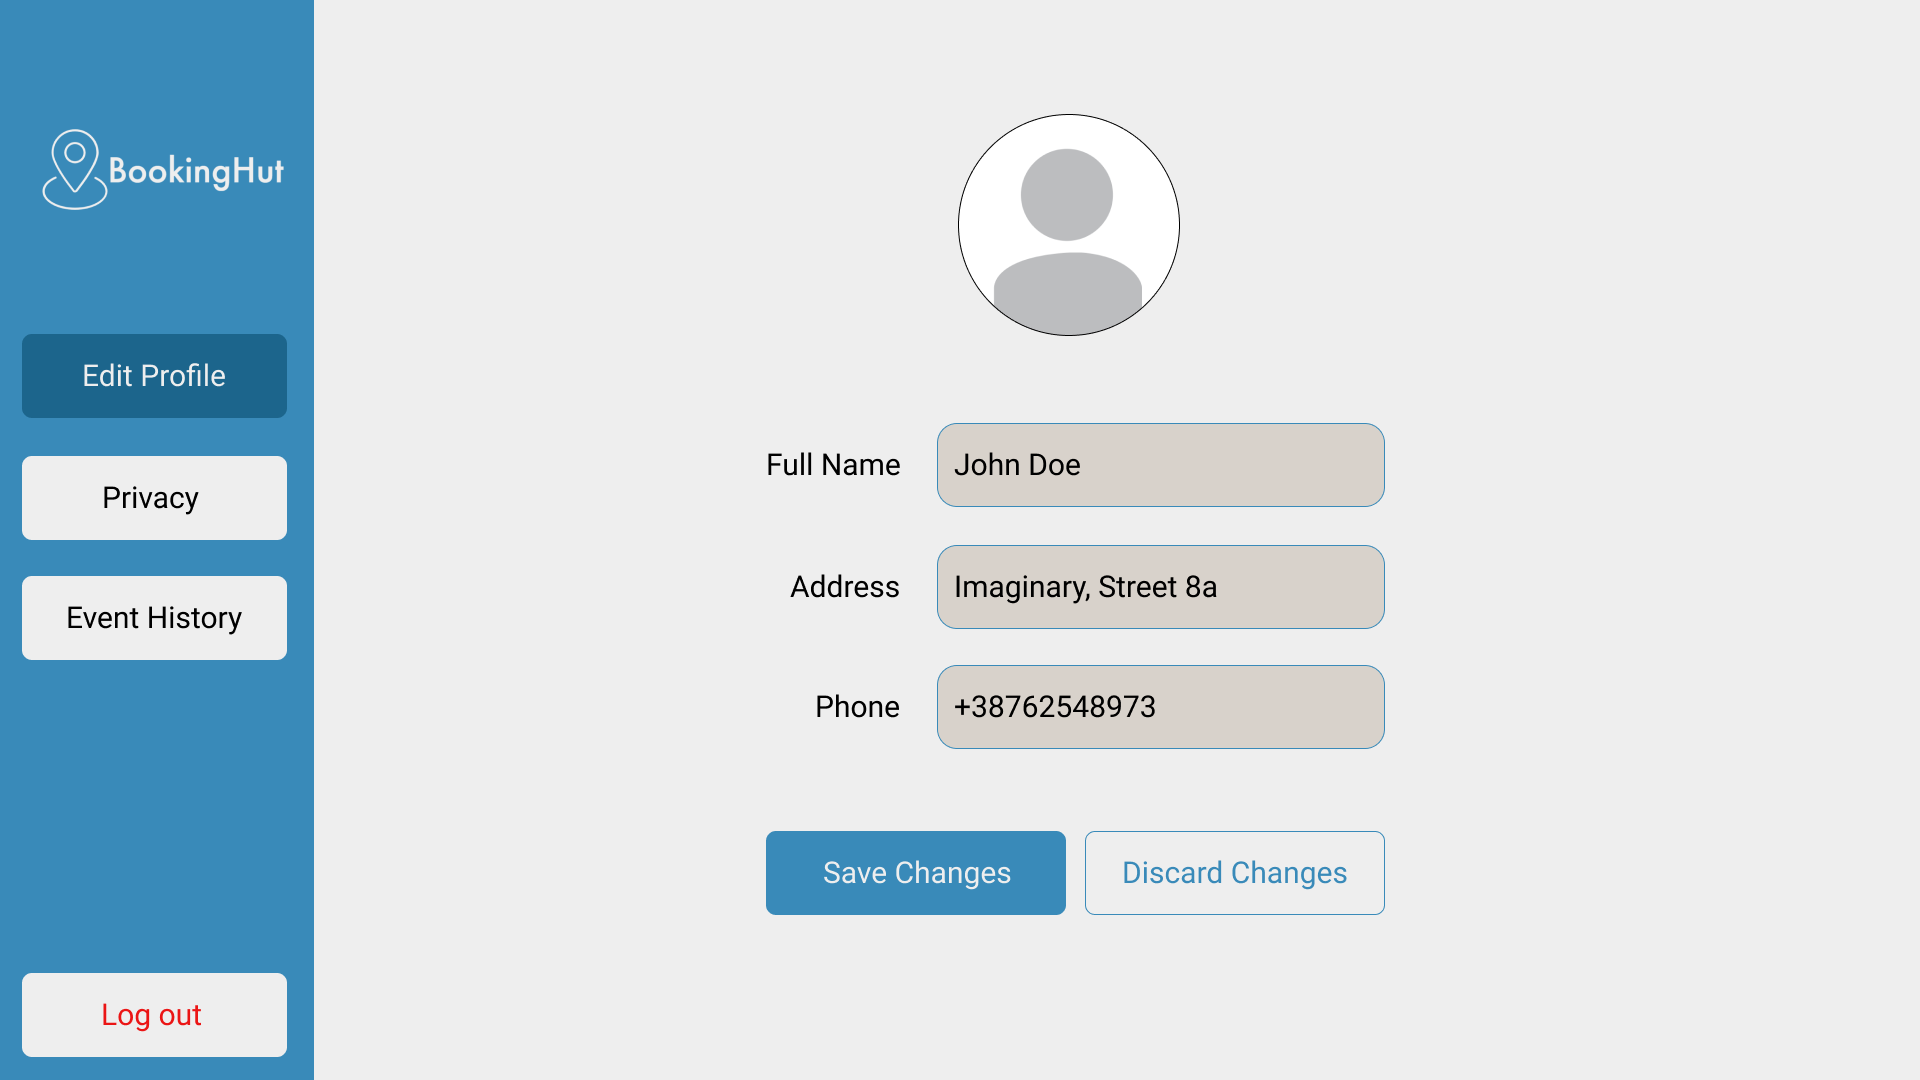 BookingHut
Edit Profile
Privacy
Event History
Log out
Full Name
John Doe
Address
Imaginary, Street 8a
Phone
+38762548973
Save Changes
Discard Changes